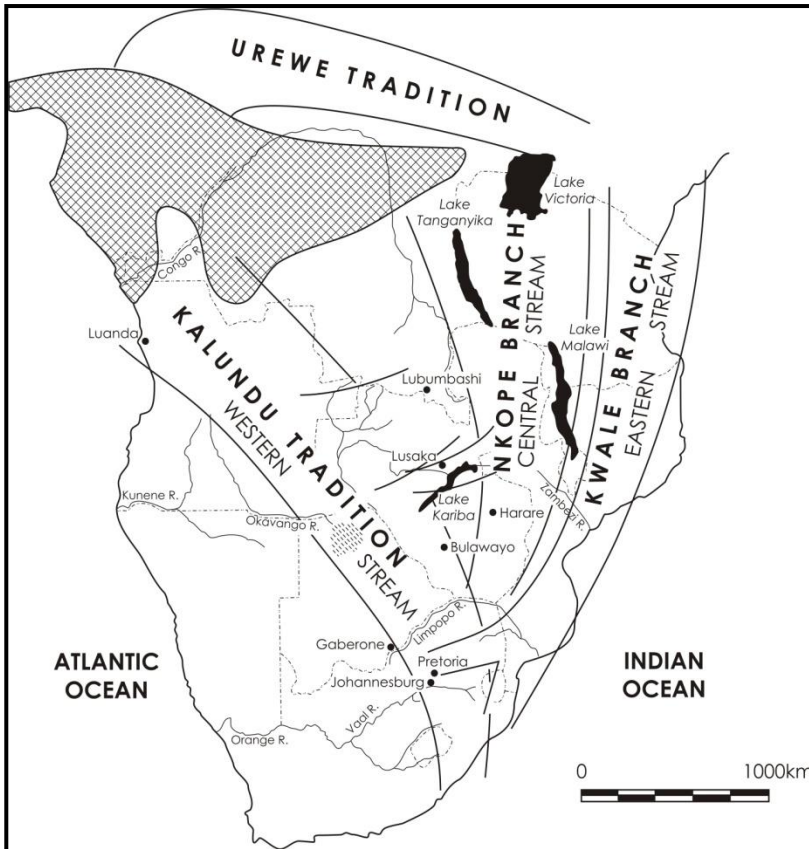 UREWE TRADITION
Lake
Victoria
Lake
Tanganyika
Congo R.
NKOPE BRANCH
CENTRAL STREAM
KWALE BRANCH
EASTERN STREAM
Lake
Malawi
Luanda
KALUNDU TRADITION
WESTERN STREAM
Lubumbashi
Lusaka
Lake
Kariba
Zambezi R.
Kunene R.
Okavango R.
Harare
Bulawayo
Limpopo R.
Gaberone
Pretoria
Johannesburg
ATLANTIC
OCEAN
INDIAN
OCEAN
Vaal R.
Orange R.
0 1000km